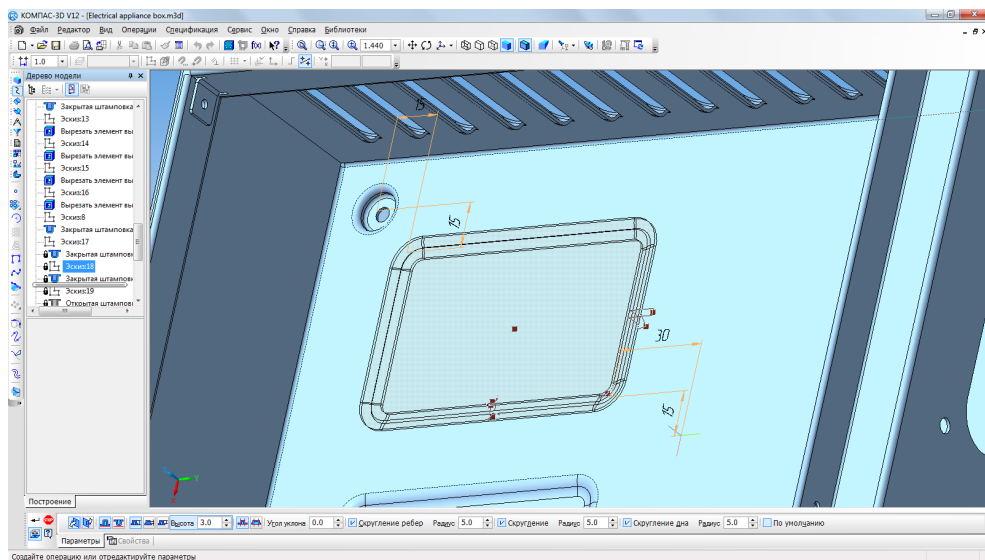 КОМПАС-3D V12 - [Electrical appliance box.m3d]
Файл Редактор Вид Операции Спецификация Сервис Окно Справка Библиотеки
1.440
1.0
Дерево модели
Закрытая штамповка
Эскиз:13
Вырезать элемент вы
Эскиз:14
Вырезать элемент вы
Эскиз:15
Вырезать элемент вы
Эскиз:16
Вырезать элемент вы
Эскиз:8
Закрытая штамповка
Эскиз:17
Закрытая штамповк
Эскиз:18
Закрытая штамповк
Эскиз:19
Открытая штамповк
15
15
30
15
Z
Y
X
Построение
Высота 3.0 Угол уклона 0.0 Скругление ребер Радиус 5.0 Скругление Радиус 5.0 Скругление дна Радиус 5.0 По умолчанию
Параметры Свойства
Создайте операцию или отредактируйте параметры